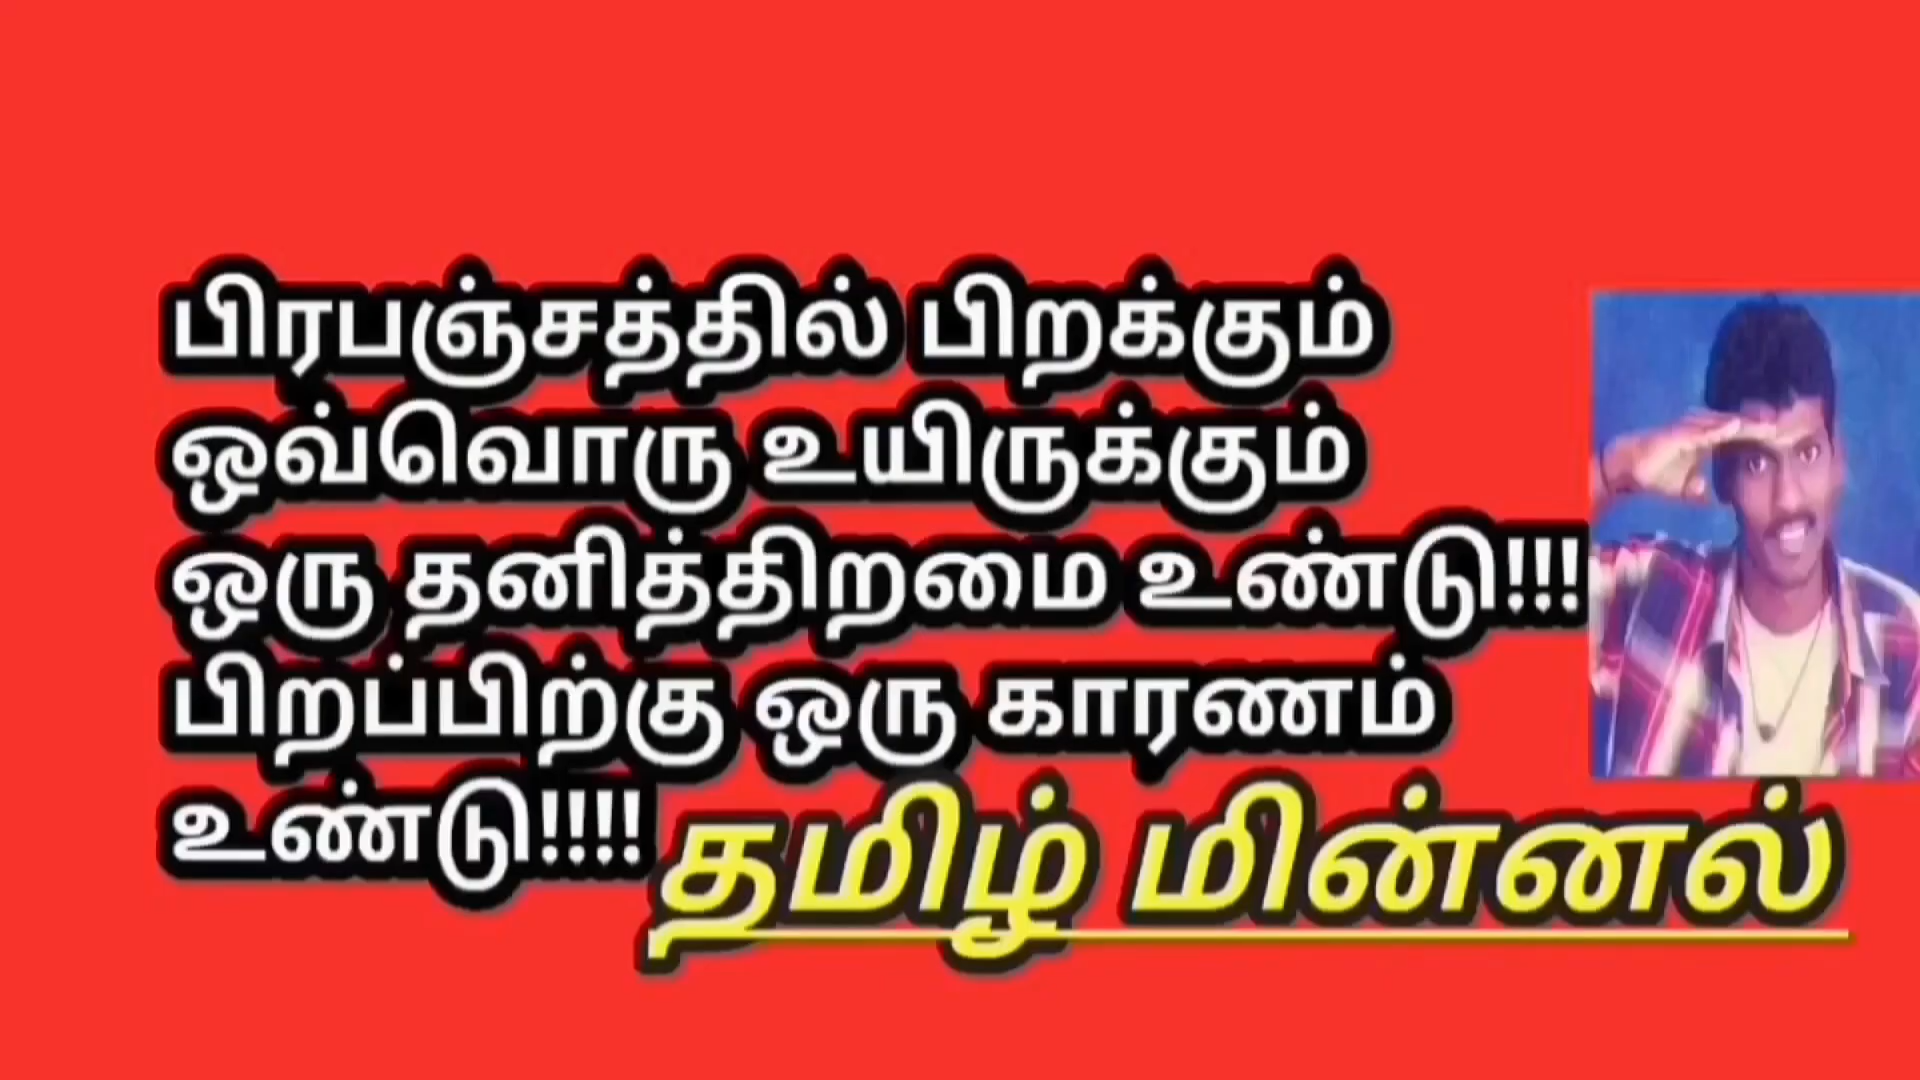 பிரபஞ்சத்தில் பிறக்கும்
ஒவ்வொரு உயிருக்கும்
ஒரு தனித்திறமை உண்டு!!!
பிறப்பிற்கு ஒரு காரணம்
உண்டு!!!!
தமிழ் மின்னல்